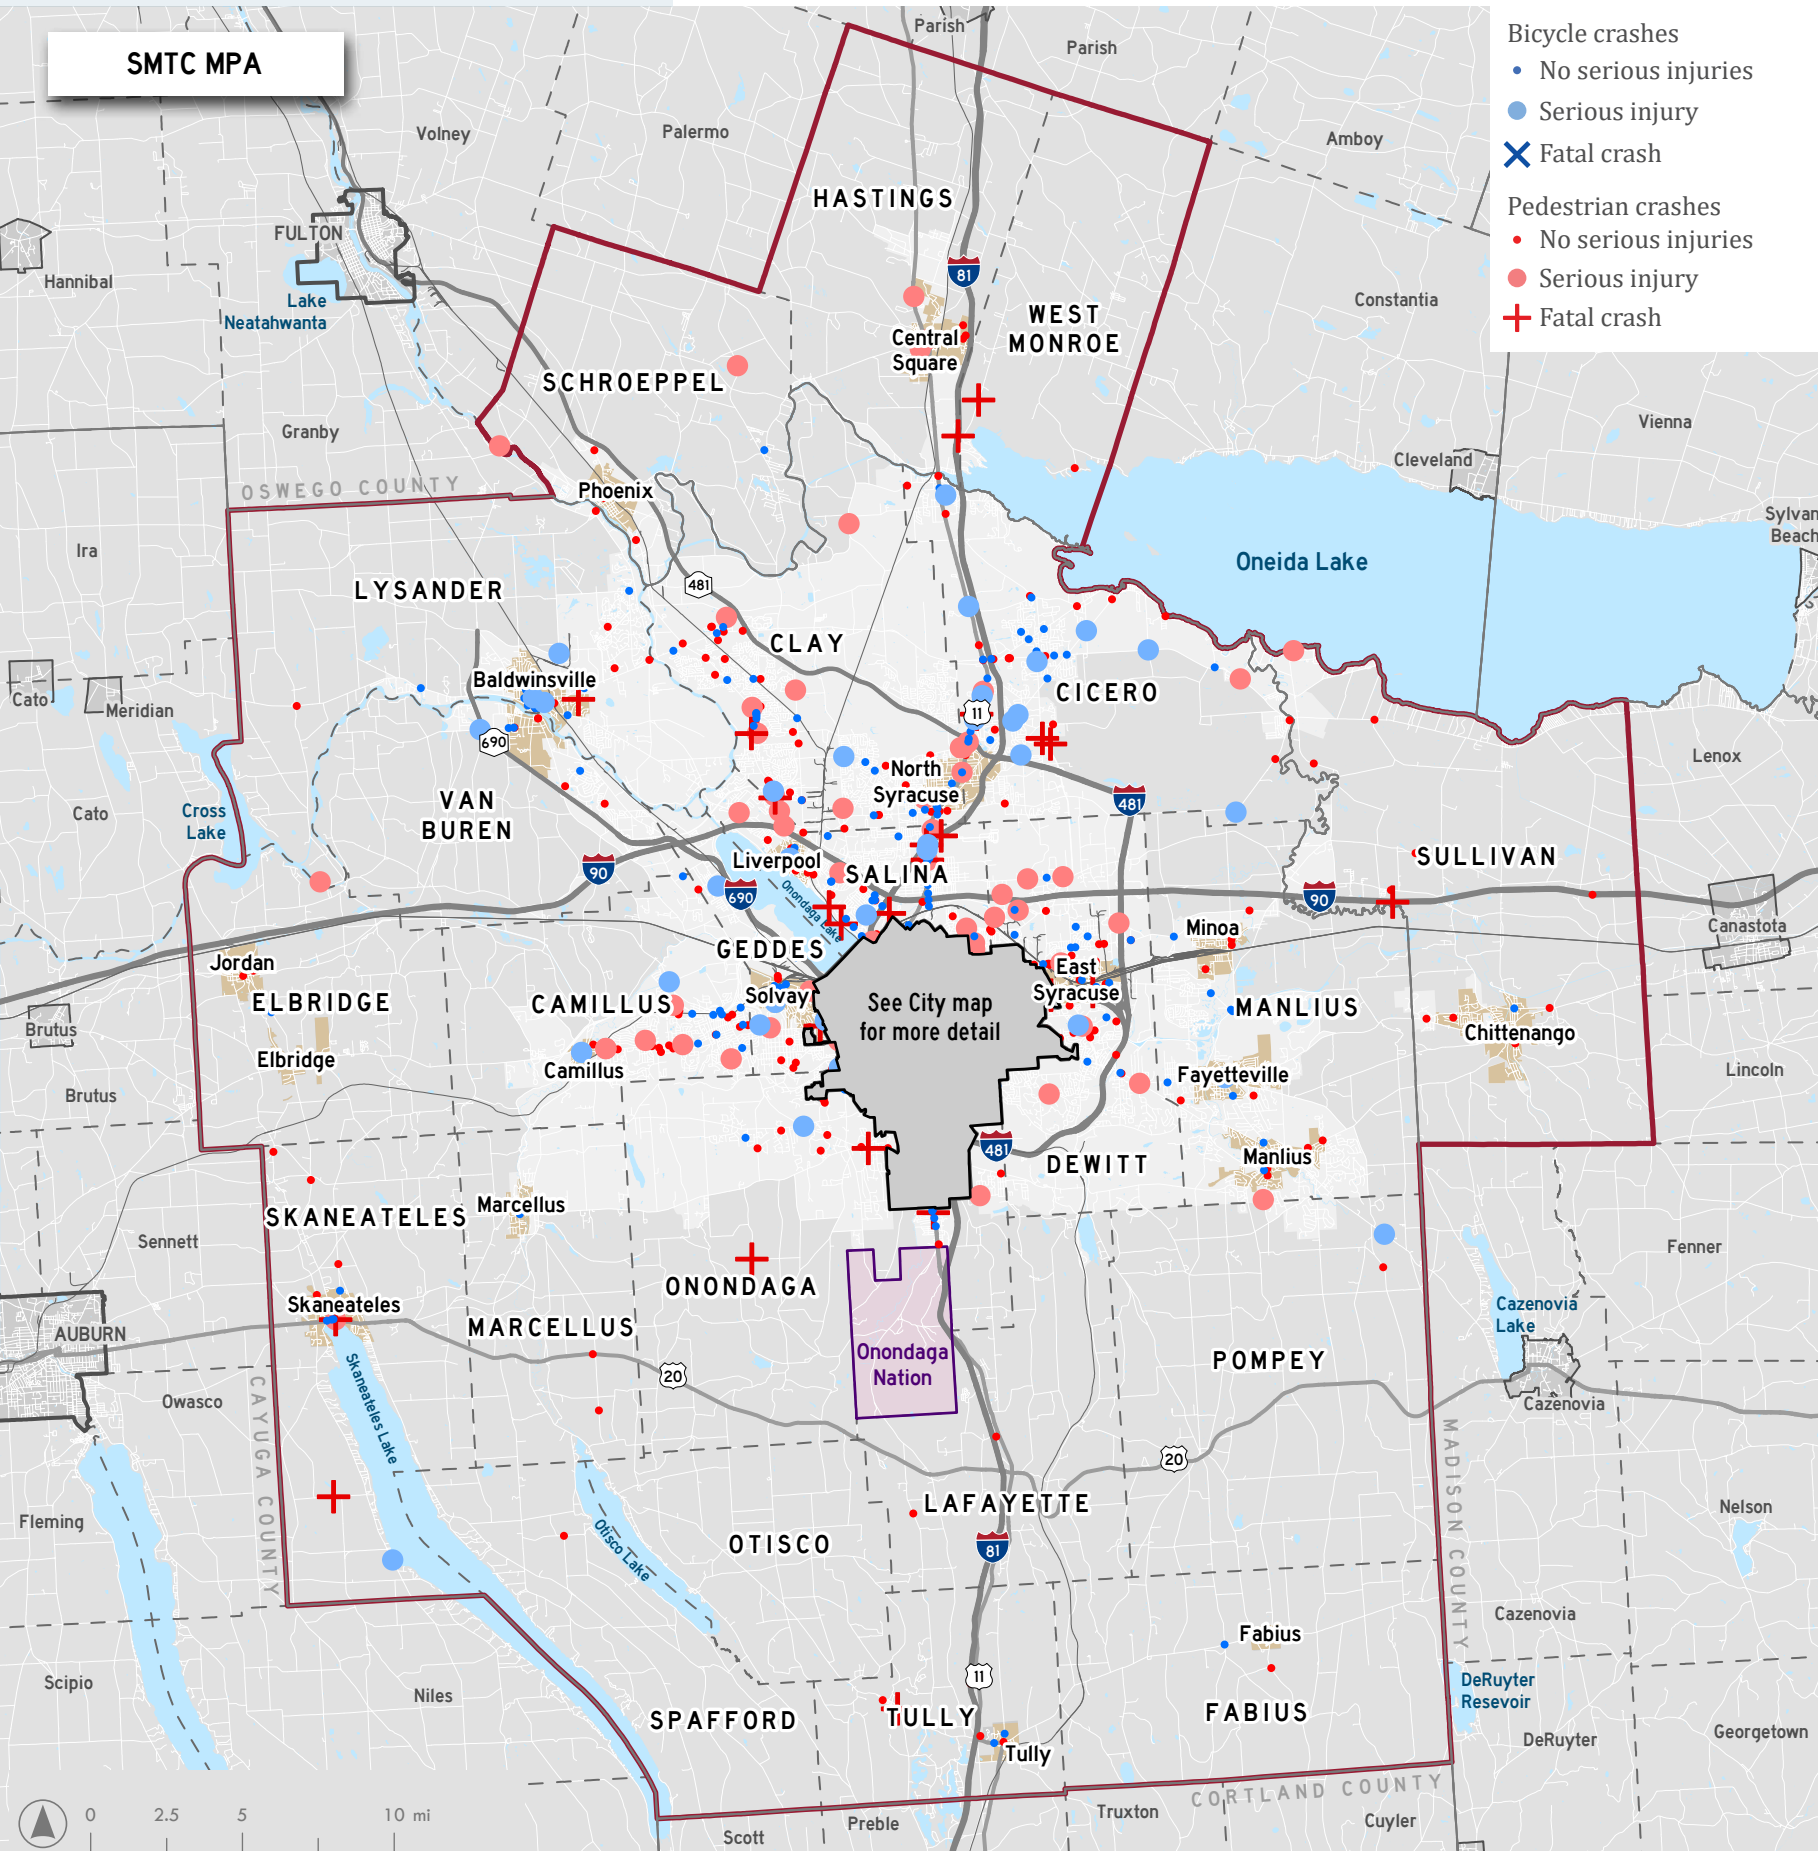 SMTC MPA
Bicycle crashes
No serious injuries
Serious injury
Fatal crash
Pedestrian crashes
No serious injuries
Serious injury
Fatal crash
Parish
Parish
Volney
Palermo
Amboy
HASTINGS
FULTON
Hannibal
81
Lake
Neatahwanta
Constantia
WEST
MONROE
Central
Square
SCHROEPPEL
Granby
Vienna
Cleveland
OSWEGO COUNTY
Phoenix
Sylvan
Beach
Ira
Oneida Lake
LYSANDER
481
CLAY
Baldwinsville
CICERO
Cato
Meridian
11
690
Lenox
North
Syracuse
VAN
BUREN
481
Cato
Cross
Lake
Liverpool
SALINA
SULLIVAN
90
690
90
Onondaga Lake
Minoa
Canastota
GEDDES
Jordan
East
Syracuse
Solvay
ELBRIDGE
CAMILLUS
See City map
for more detail
MANLIUS
Brutus
Chittenango
Elbridge
Camillus
Fayetteville
Lincoln
Brutus
481
DEWITT
Manlius
Marcellus
SKANEATELES
Sennett
Fenner
ONONDAGA
Skaneateles
Cazenovia
Lake
MARCELLUS
AUBURN
Onondaga
Nation
POMPEY
20
Owasco
Cazenovia
CAYUGA COUNTY
Skaneateles Lake
MADISON COUNTY
20
LAFAYETTE
Nelson
Fleming
OTISCO
Otisco Lake
81
Cazenovia
Fabius
Scipio
11
DeRuyter
Resevoir
Niles
SPAFFORD
TULLY
FABIUS
Georgetown
DeRuyter
Tully
CORTLAND COUNTY
0 2.5 5 10 mi
Truxton
Preble
Cuyler
Scott